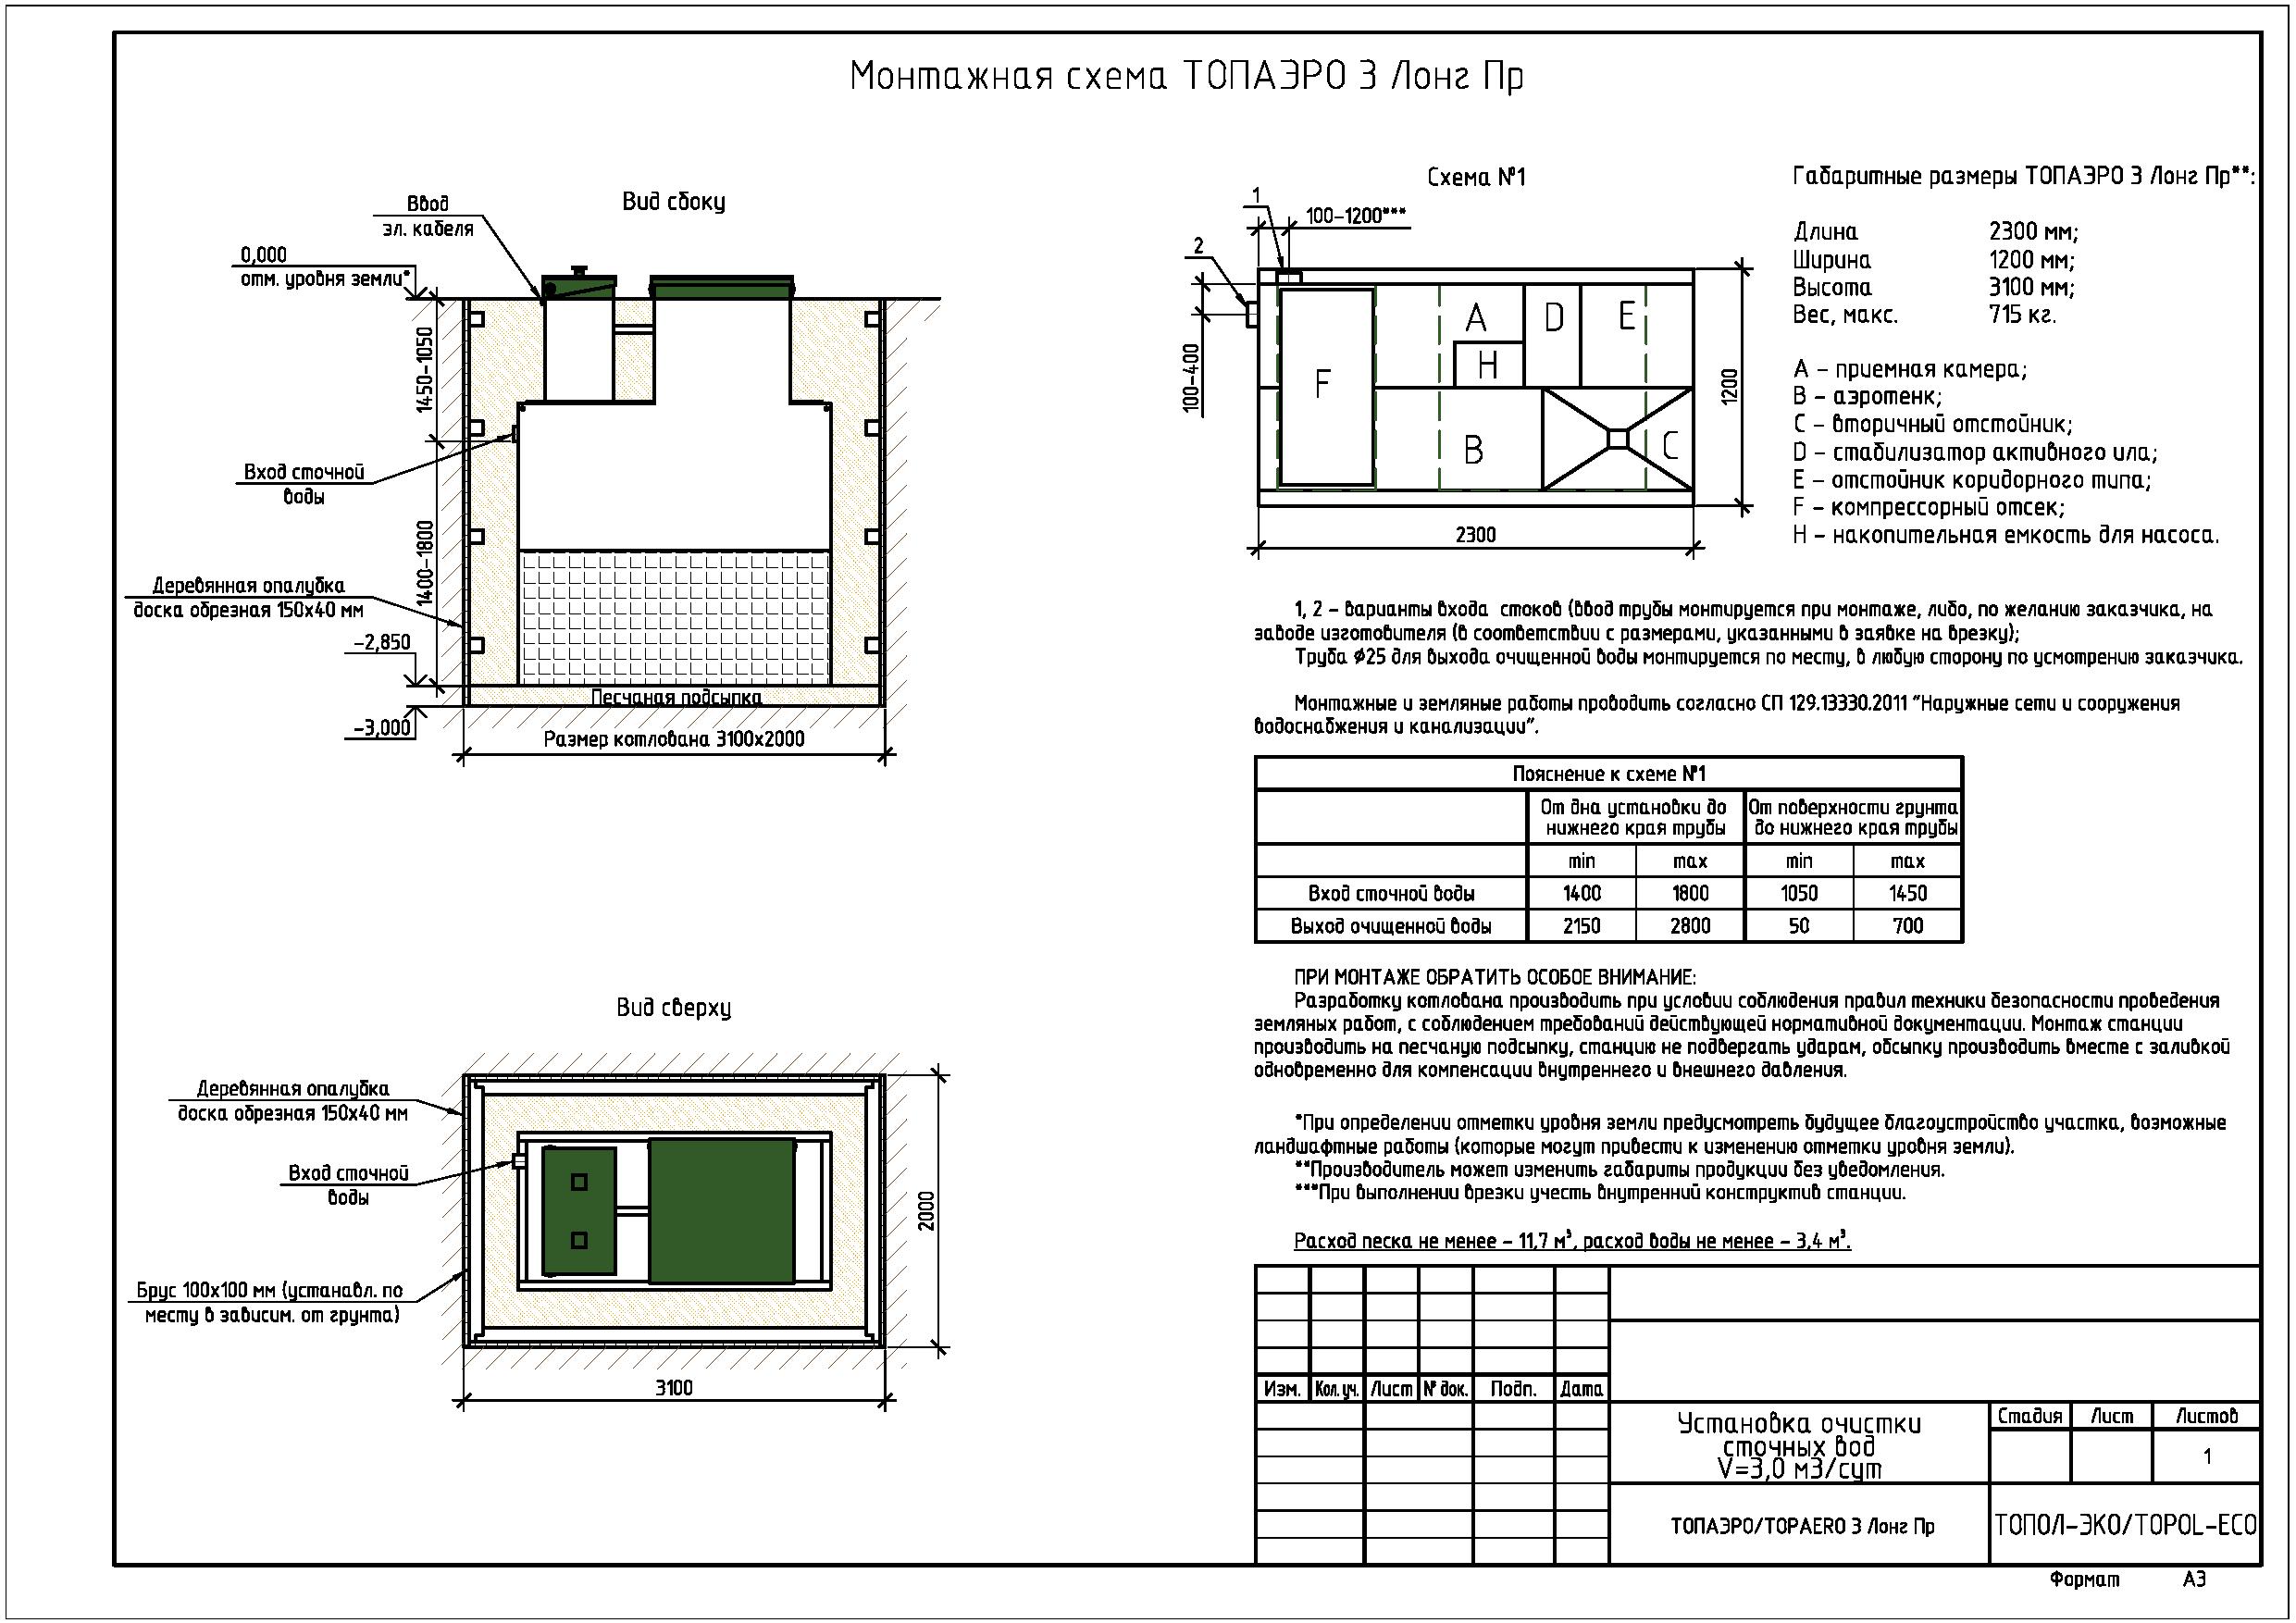 Монтажная схема ТОПАЭРО 3 Лонг Пр
Вид сбоку
Ввод
эл. кабеля
0,000
отм. уровня земли*
1450-1050
Вход сточной
воды
1400-1800
Деревянная опалубка
доска обрезная 150х40 мм
-2,850
-3,000
Песчаная подсыпка
Размер котлована 3100х2000
Вид сверху
Деревянная опалубка
доска обрезная 150х40 мм
Вход сточной
воды
Брус 100х100 мм (устанавл. по
месту в зависим. от грунта)
2000
3100
Схема №1
1
100-1200***
2
100-400
A
D
E
H
F
B
C
1200
2300
Габаритные размеры ТОПАЭРО 3 Лонг Пр**:
Длина 2300 мм;
Ширина 1200 мм;
Высота 3100 мм;
Вес, макс. 715 кг.
A - приемная камера;
B - аэротенк;
C - вторичный отстойник;
D - стабилизатор активного ила;
E - отстойник коридорного типа;
F - компрессорный отсек;
H - накопительная емкость для насоса.
1, 2 - варианты входа стоков (ввод трубы монтируется при монтаже, либо, по желанию заказчика, на
заводе изготовителя (в соответствии с размерами, указанными в заявке на врезку);
Труба ⌀25 для выхода очищенной воды монтируется по месту, в любую сторону по усмотрению заказчика.
Монтажные и земляные работы проводить согласно СП 129.13330.2011 "Наружные сети и сооружения
водоснабжения и канализации".
Пояснение к схеме №1
От дна установки до От поверхности грунта
нижнего края трубы до нижнего края трубы
min max min max
Вход сточной воды 1400 1800 1050 1450
Выход очищенной воды 2150 2800 50 700
ПРИ МОНТАЖЕ ОБРАТИТЬ ОСОБОЕ ВНИМАНИЕ:
Разработку котлована производить при условии соблюдения правил техники безопасности проведения
земляных работ, с соблюдением требований действующей нормативной документации. Монтаж станции
производить на песчаную подсыпку, станцию не подвергать ударам, обсыпку производить вместе с заливкой
одновременно для компенсации внутреннего и внешнего давления.
*При определении отметки уровня земли предусмотреть будущее благоустройство участка, возможные
ландшафтные работы (которые могут привести к изменению отметки уровня земли).
**Производитель может изменить габариты продукции без уведомления.
***При выполнении врезки учесть внутренний конструктив станции.
Расход песка не менее - 11,7 м³, расход воды не менее - 3,4 м³.
Изм. Кол. уч. Лист № док. Подп. Дата
Установка очистки
сточных вод
V=3,0 м3/сут
Стадия Лист Листов
1
ТОПАЭРО/TOPAERO 3 Лонг Пр
ТОПОЛ-ЭКО/TOPOL-ECO
Формат А3